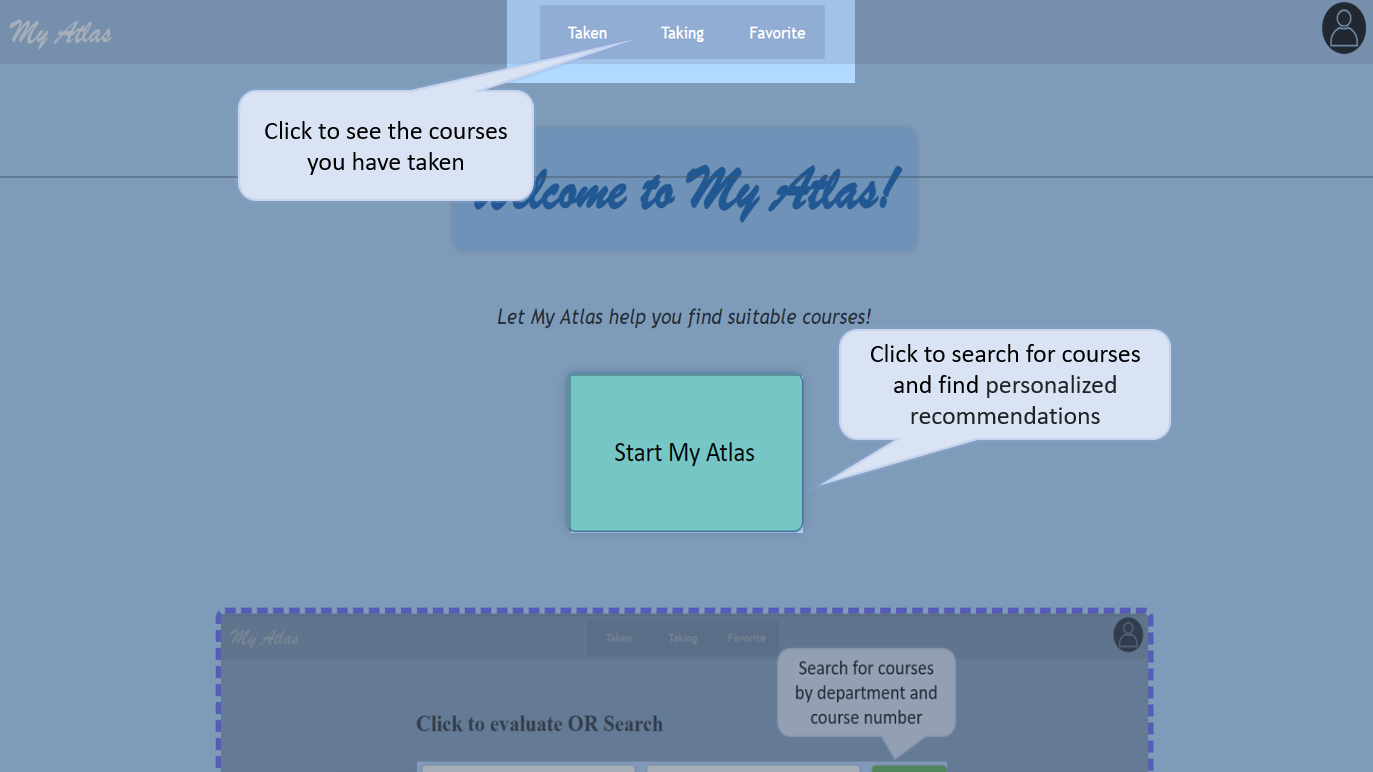 My Atlas
Taken Taking Favorite
Click to see the courses
you have taken
Welcome to My Atlas!
Let My Atlas help you find suitable courses!
Click to search for courses
and find personalized
recommendations
Start My Atlas
My Atlas
Taken Taking Favorite
Search for courses
by department and
course number
Click to evaluate OR Search